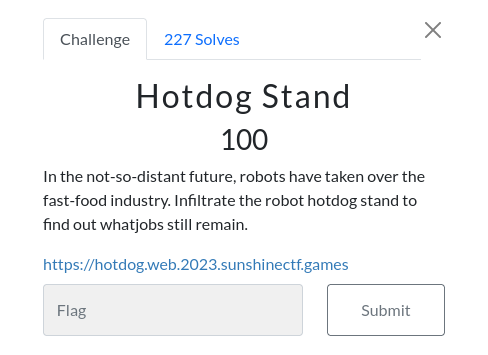 Challenge
227 Solves
Hotdog Stand
100
In the not-so-distant future, robots have taken over the
fast-food industry. Infiltrate the robot hotdog stand to
find out whatjobs still remain.
https://hotdog.web.2023.sunshinectf.games
Flag
Submit